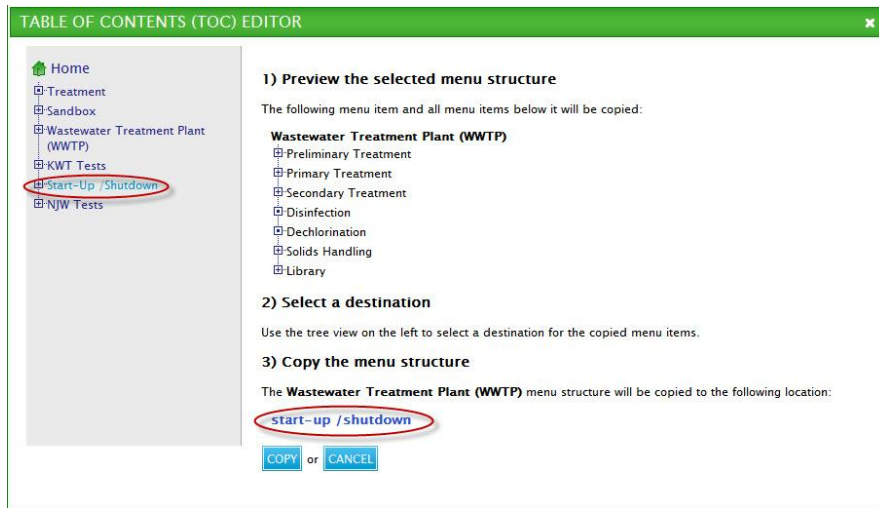 TABLE OF CONTENTS (TOC) EDITOR
Home
Treatment
Sandbox
Wastewater Treatment Plant
(WWTP)
KWT Tests
Start-Up /Shutdown
NJW Tests
1) Preview the selected menu structure
The following menu item and all menu items below it will be copied:
Wastewater Treatment Plant (WWTP)
Preliminary Treatment
Primary Treatment
Secondary Treatment
Disinfection
Dechlorination
Solids Handling
Library
2) Select a destination
Use the tree view on the left to select a destination for the copied menu items.
3) Copy the menu structure
The Wastewater Treatment Plant (WWTP) menu structure will be copied to the following location:
start-up /shutdown
COPY or CANCEL